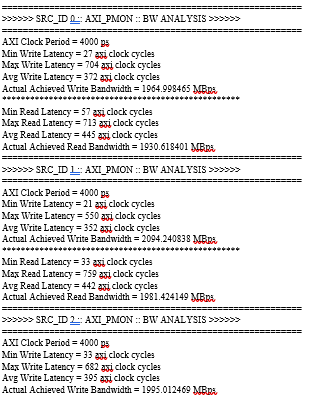 ==========================================================
>>>>>> SRC_ID 0 :: AXI_PMON :: BW ANALYSIS >>>>>>
==========================================================
AXI Clock Period = 4000 ps
Min Write Latency = 27 axi clock cycles
Max Write Latency = 704 axi clock cycles
Avg Write Latency = 372 axi clock cycles
Actual Achieved Write Bandwidth = 1964.998465 MBps
**************************************************
Min Read Latency = 57 axi clock cycles
Max Read Latency = 713 axi clock cycles
Avg Read Latency = 445 axi clock cycles
Actual Achieved Read Bandwidth = 1930.618401 MBps
==========================================================
>>>>>> SRC_ID 1 :: AXI_PMON :: BW ANALYSIS >>>>>>
==========================================================
AXI Clock Period = 4000 ps
Min Write Latency = 21 axi clock cycles
Max Write Latency = 550 axi clock cycles
Avg Write Latency = 352 axi clock cycles
Actual Achieved Write Bandwidth = 2094.240838 MBps
**************************************************
Min Read Latency = 33 axi clock cycles
Max Read Latency = 759 axi clock cycles
Avg Read Latency = 442 axi clock cycles
Actual Achieved Read Bandwidth = 1981.424149 MBps
==========================================================
>>>>>> SRC_ID 2 :: AXI_PMON :: BW ANALYSIS >>>>>>
==========================================================
AXI Clock Period = 4000 ps
Min Write Latency = 33 axi clock cycles
Max Write Latency = 682 axi clock cycles
Avg Write Latency = 395 axi clock cycles
Actual Achieved Write Bandwidth = 1995.012469 MBps